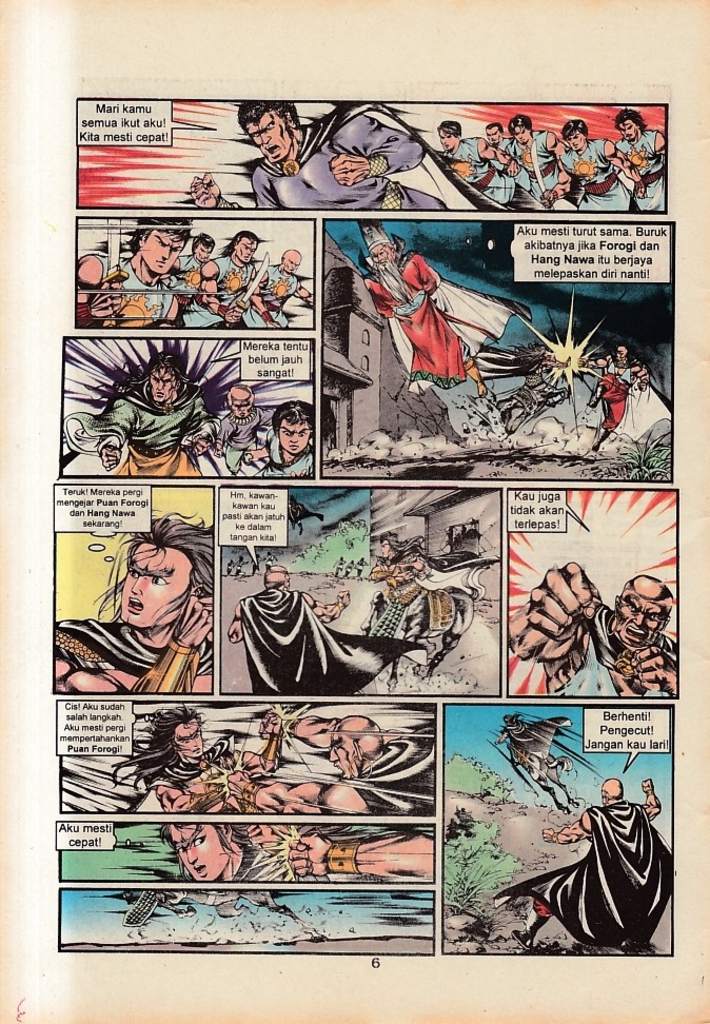 Mari kamu
semua ikut aku!
Kita mesti cepat!
Aku mesti turut sama. Buruk
akibatnya jika Forogi dan
Hang Nawa itu berjaya
melepaskan diri nanti!
Mereka tentu
belum jauh
sangat!
Teruk! Mereka pergi
mengejar Puan Forogi
dan Hang Nawa
sekarang!
Hm, kawan-
kawan kau
pasti akan jatuh
ke dalam
tangan kita!
Kau juga
tidak akan
terlepas!
Cis! Aku sudah
salah langkah.
Aku mesti pergi
mempertahankan
Puan Forogi!
Berhenti!
Pengecut!
Jangan kau lari!
Aku mesti
cepat!
6